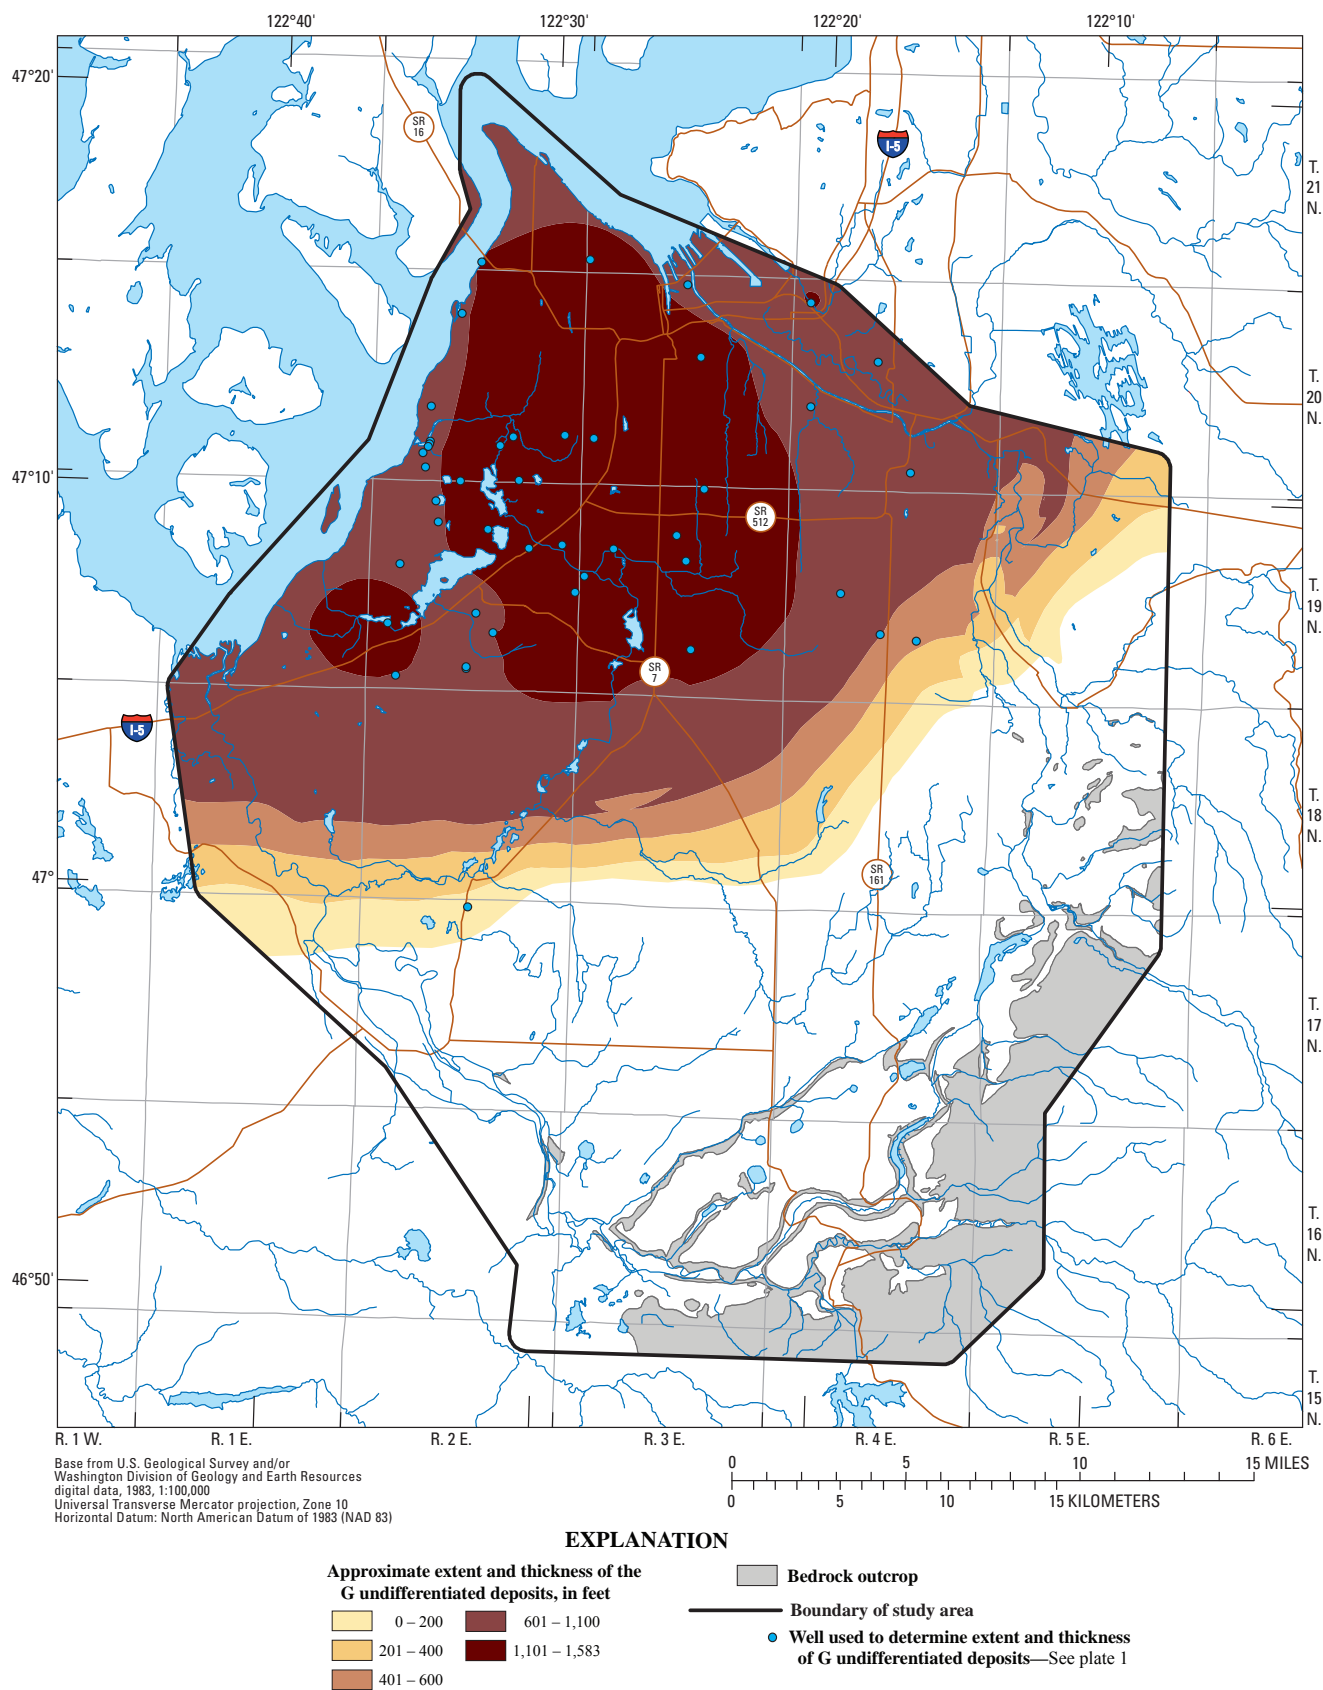 122°40'
122°30'
122°20'
122°10'
47°20'
47°10'
47°
46°50'
SR
16
I-5
SR
512
SR
7
I-5
SR
161
T.
21
N.
T.
20
N.
T.
19
N.
T.
18
N.
T.
17
N.
T.
16
N.
T.
15
N.
R. 1 W.
R. 1 E.
R. 2 E.
R. 3 E.
R. 4 E.
R. 5 E.
R. 6 E.
Base from U.S. Geological Survey and/or
Washington Division of Geology and Earth Resources
digital data, 1983, 1:100,000
Universal Transverse Mercator projection, Zone 10
Horizontal Datum: North American Datum of 1983 (NAD 83)
0 5 10 15 MILES
0 5 10 15 KILOMETERS
EXPLANATION
Approximate extent and thickness of the
G undifferentiated deposits, in feet
0 – 200
201 – 400
401 – 600
601 – 1,100
1,101 – 1,583
Bedrock outcrop
Boundary of study area
Well used to determine extent and thickness
of G undifferentiated deposits—See plate 1